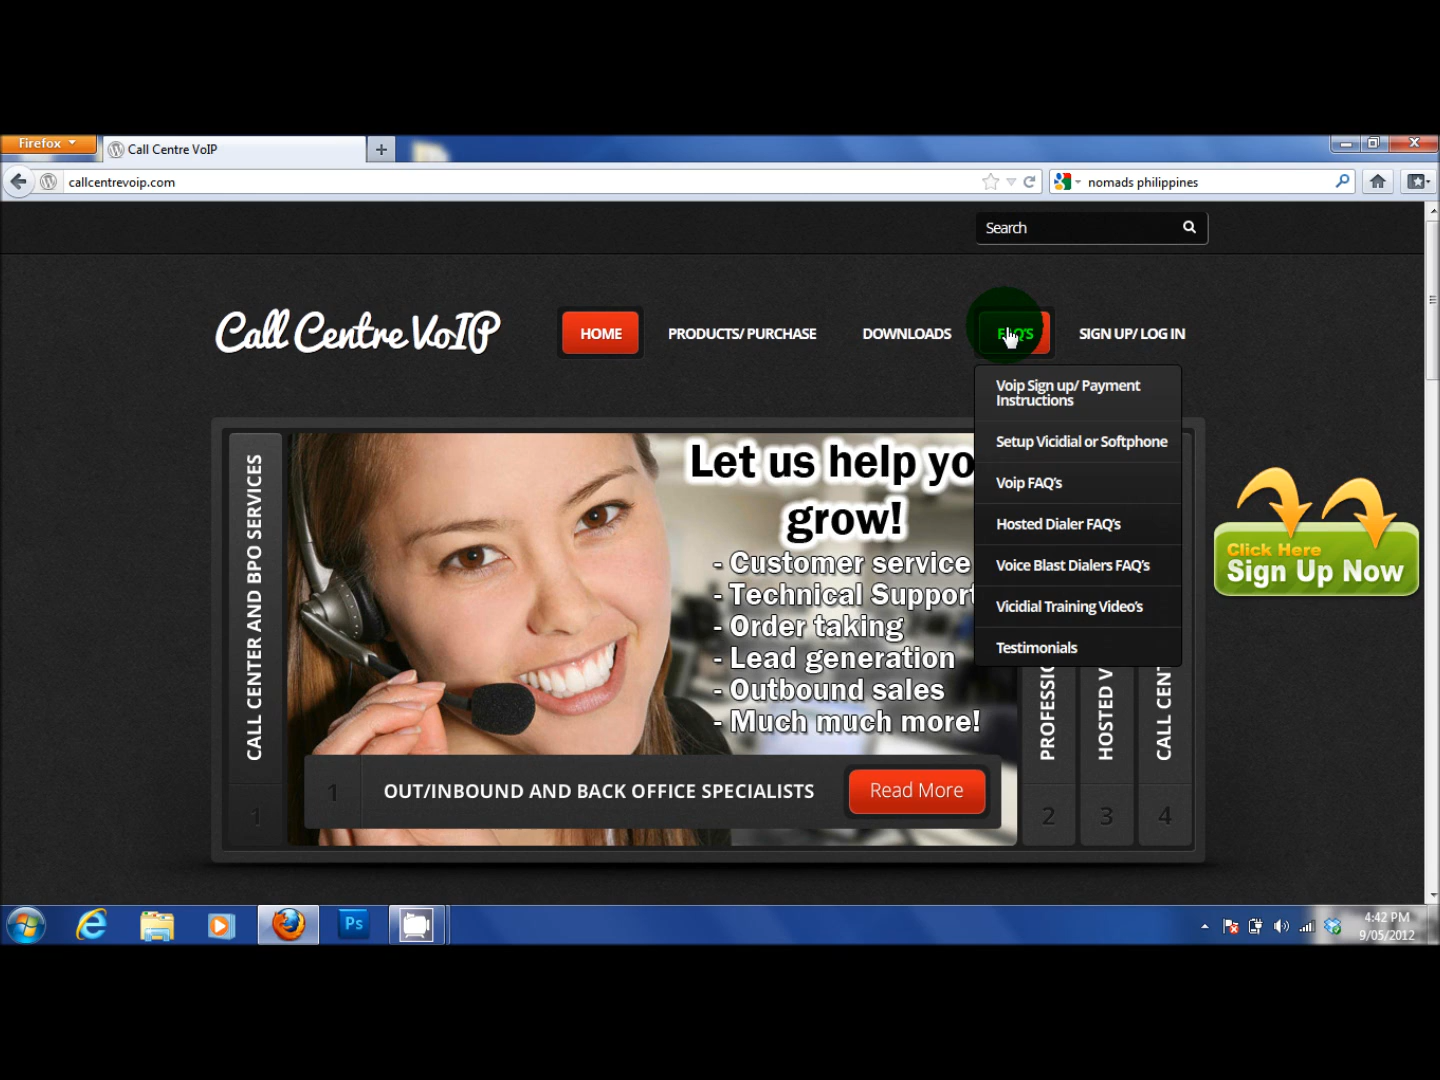 Firefox
Call Centre VoIP
callcentrevoip.com
nomads philippines
Search
Call Centre VoIP
HOME
PRODUCTS/ PURCHASE
DOWNLOADS
FAQ'S
SIGN UP/ LOG IN
Voip Sign up/ Payment
Instructions
Setup Vicidial or Softphone
Voip FAQ's
Hosted Dialer FAQ's
Voice Blast Dialers FAQ's
Vicidial Training Video's
Testimonials
CALL CENTER AND BPO SERVICES
1
Let us help yo
grow!
- Customer service
- Technical Support
- Order taking
- Lead generation
- Outbound sales
- Much much more!
1
OUT/INBOUND AND BACK OFFICE SPECIALISTS
Read More
PROFESSIO
2
HOSTED V
3
CALL CENT
4
Click Here
Sign Up Now
Ps
4:42 PM
9/05/2012